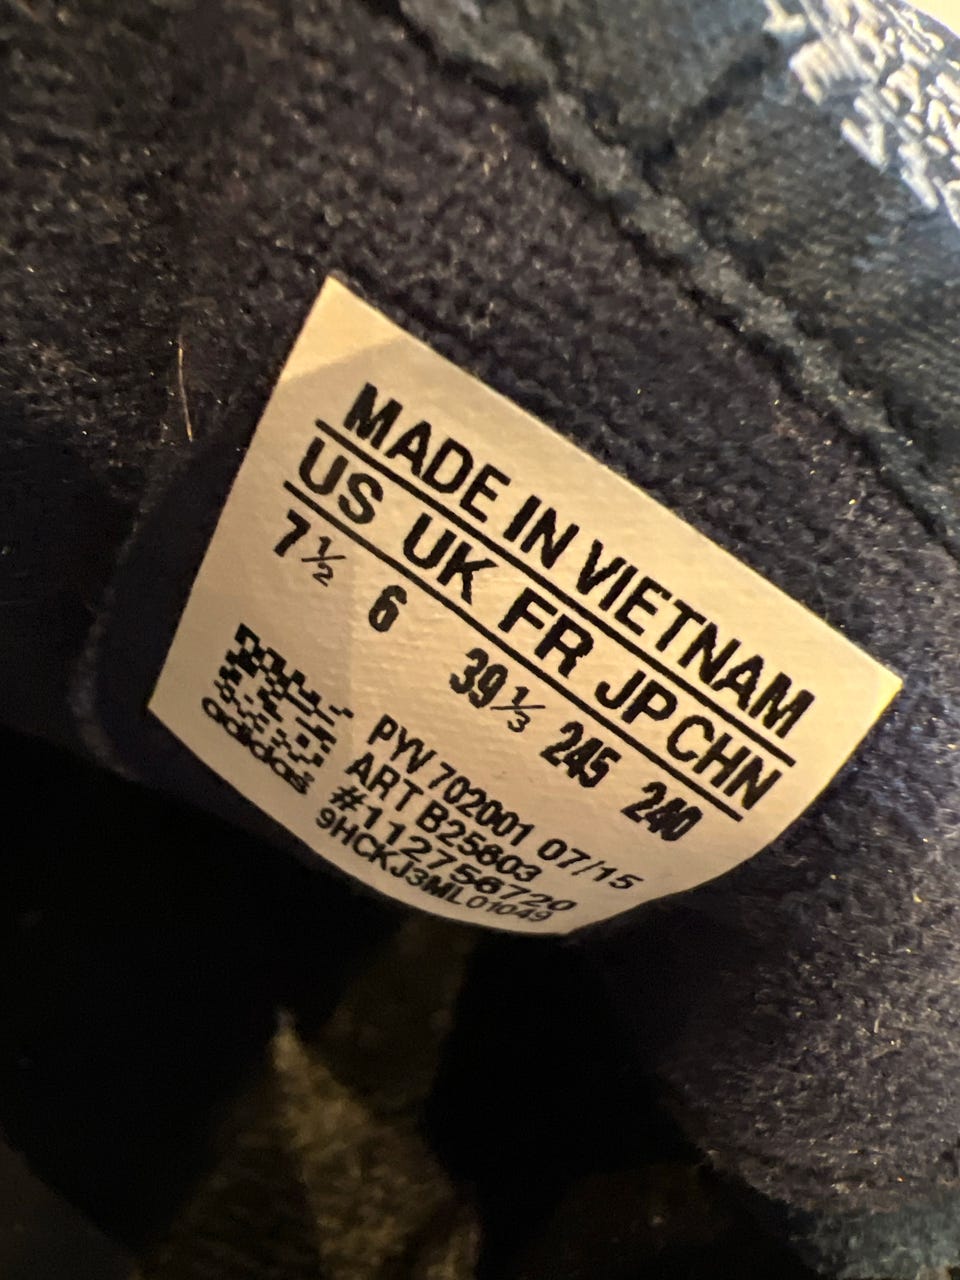 MADE IN VIETNAM
US UK FR JP CHN
7½ 6 39⅓ 245 240
adidas
PYV 702001 07/15
ART B25603
#112756720
9HCKJ3ML01049